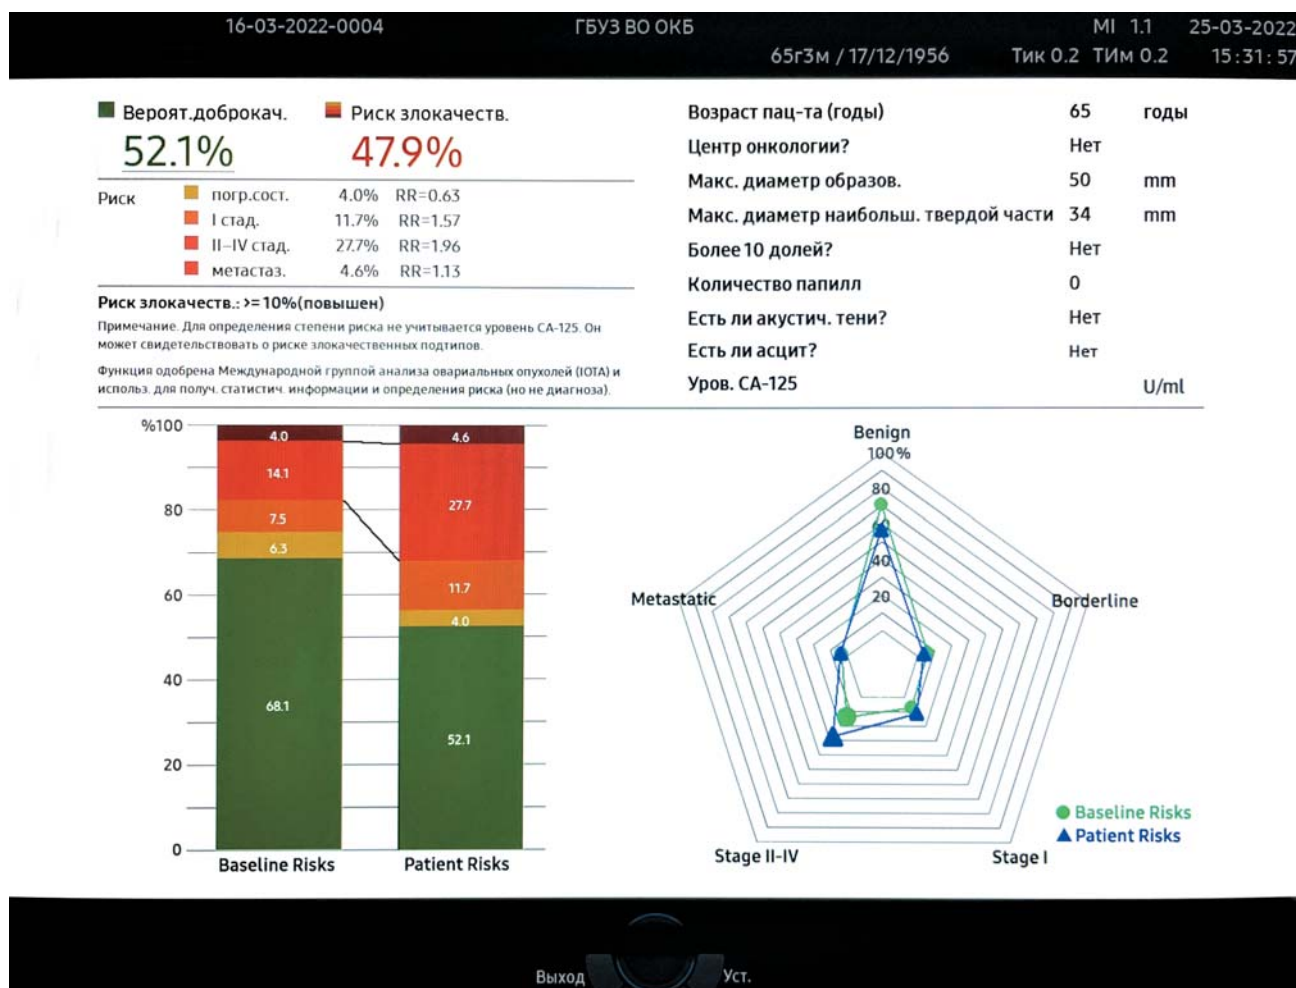 16-03-2022-0004 ГБУЗ ВО ОКБ MI 1.1 25-03-2022
65г3м / 17/12/1956 Тик 0.2 ТИм 0.2 15:31:57
Вероят.доброкач. Риск злокачеств.
52.1% 47.9%
Риск погр.сост. 4.0% RR=0.63
I стад. 11.7% RR=1.57
II-IV стад. 27.7% RR=1.96
метастаз. 4.6% RR=1.13
Риск злокачеств.: >= 10%(повышен)
Примечание. Для определения степени риска не учитывается уровень CA-125. Он
может свидетельствовать о риске злокачественных подтипов.
Функция одобрена Международной группой анализа овариальных опухолей (IOTA) и
использ. для получ. статистич. информации и определения риска (но не диагноза).
Возраст пац-та (годы) 65 годы
Центр онкологии? Нет
Макс. диаметр образов. 50 mm
Макс. диаметр наибольш. твердой части 34 mm
Более 10 долей? Нет
Количество папилл 0
Есть ли акустич. тени? Нет
Есть ли асцит? Нет
Уров. CA-125 U/ml
%100
80
60
40
20
0
4.0
14.1
7.5
6.3
68.1
4.6
27.7
11.7
4.0
52.1
Baseline Risks Patient Risks
Benign
100%
80
40
20
Metastatic Borderline
Stage II-IV Stage I
Baseline Risks
Patient Risks
Выход Уст.